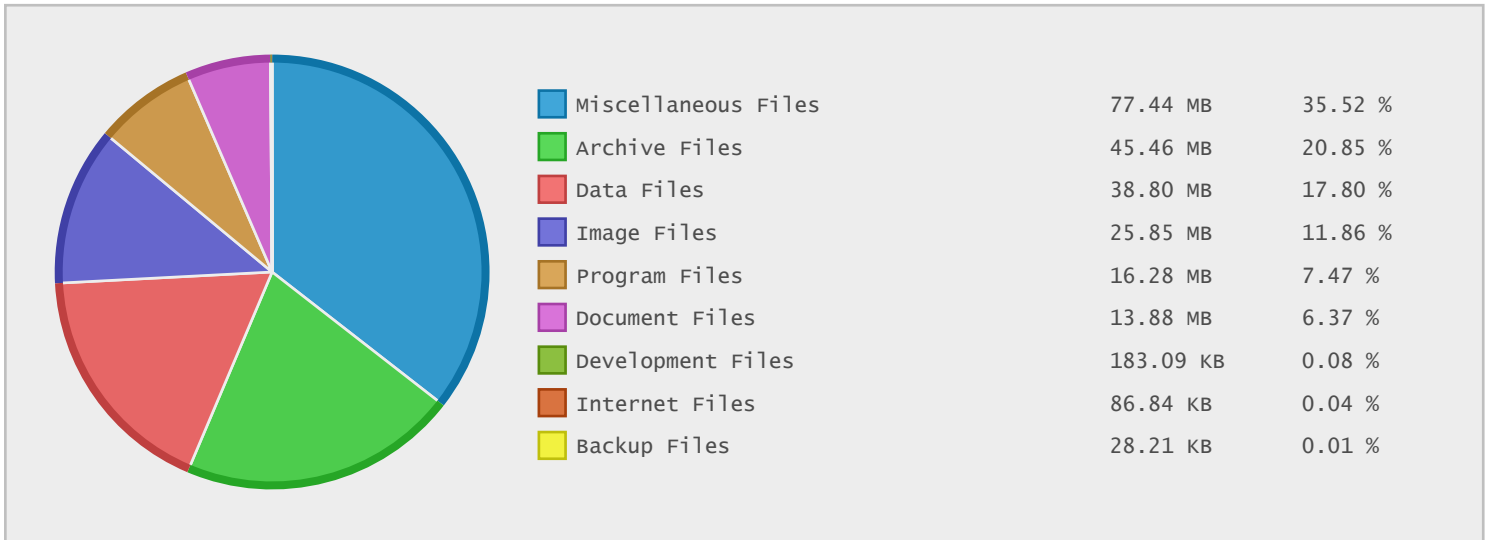 Miscellaneous Files 77.44 MB 35.52 %
Archive Files 45.46 MB 20.85 %
Data Files 38.80 MB 17.80 %
Image Files 25.85 MB 11.86 %
Program Files 16.28 MB 7.47 %
Document Files 13.88 MB 6.37 %
Development Files 183.09 KB 0.08 %
Internet Files 86.84 KB 0.04 %
Backup Files 28.21 KB 0.01 %